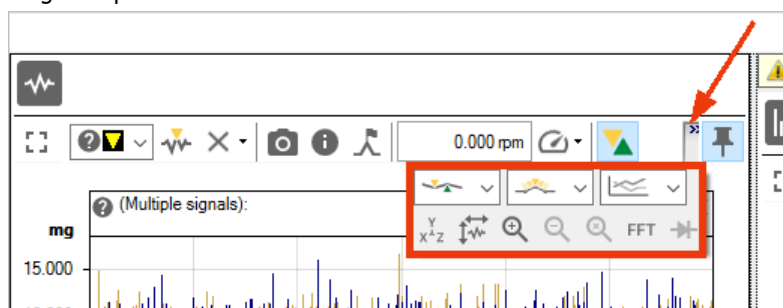 0.000 rpm
»
(Multiple signals):
mg
Y
X Z
FFT
15.000